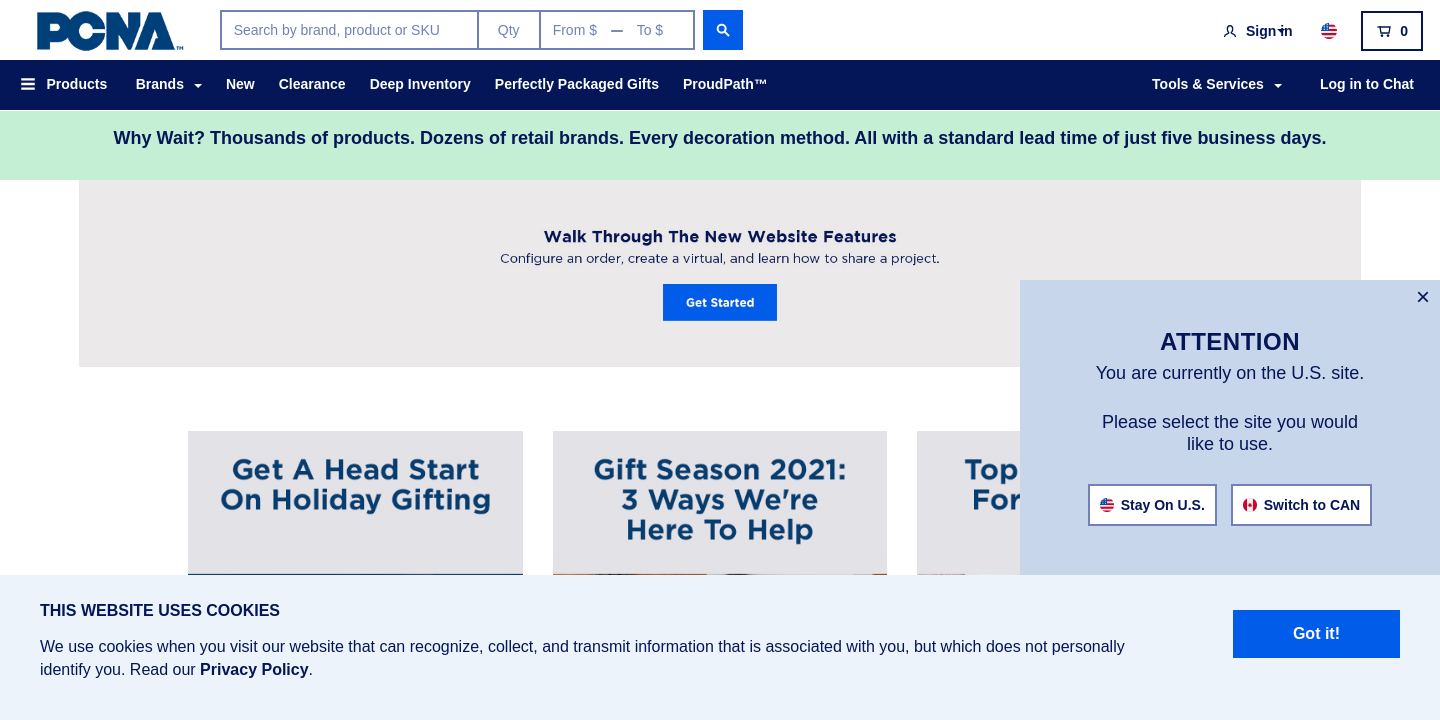 PCNA™
Search by brand, product or SKU
Qty
From $ — To $
Sign in
0
Products
Brands
New
Clearance
Deep Inventory
Perfectly Packaged Gifts
ProudPath™
Tools & Services
Log in to Chat
Why Wait? Thousands of products. Dozens of retail brands. Every decoration method. All with a standard lead time of just five business days.
Walk Through The New Website Features
Configure an order, create a virtual, and learn how to share a project.
Get Started
×
ATTENTION
You are currently on the U.S. site.
Please select the site you would
like to use.
Stay On U.S.
Switch to CAN
Get A Head Start
On Holiday Gifting
Gift Season 2021:
3 Ways We're
Here To Help
Top
For
THIS WEBSITE USES COOKIES
We use cookies when you visit our website that can recognize, collect, and transmit information that is associated with you, but which does not personally
identify you. Read our Privacy Policy.
Got it!